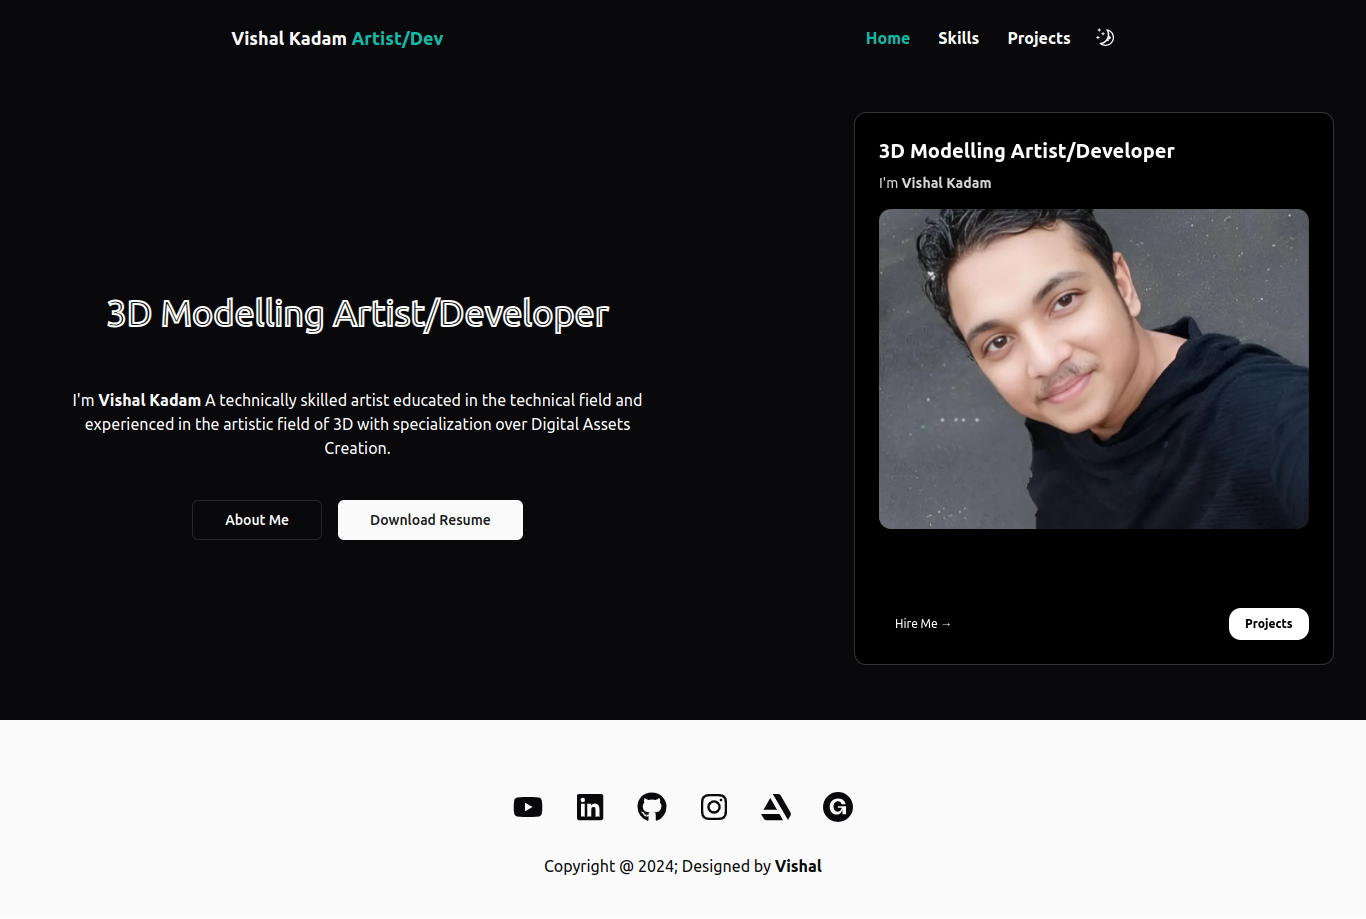 Vishal Kadam Artist/Dev
Home Skills Projects
3D Modelling Artist/Developer
I'm Vishal Kadam A technically skilled artist educated in the technical field and
experienced in the artistic field of 3D with specialization over Digital Assets
Creation.
About Me Download Resume
3D Modelling Artist/Developer
I'm Vishal Kadam
Hire Me →
Projects
in
G
Copyright @ 2024; Designed by Vishal